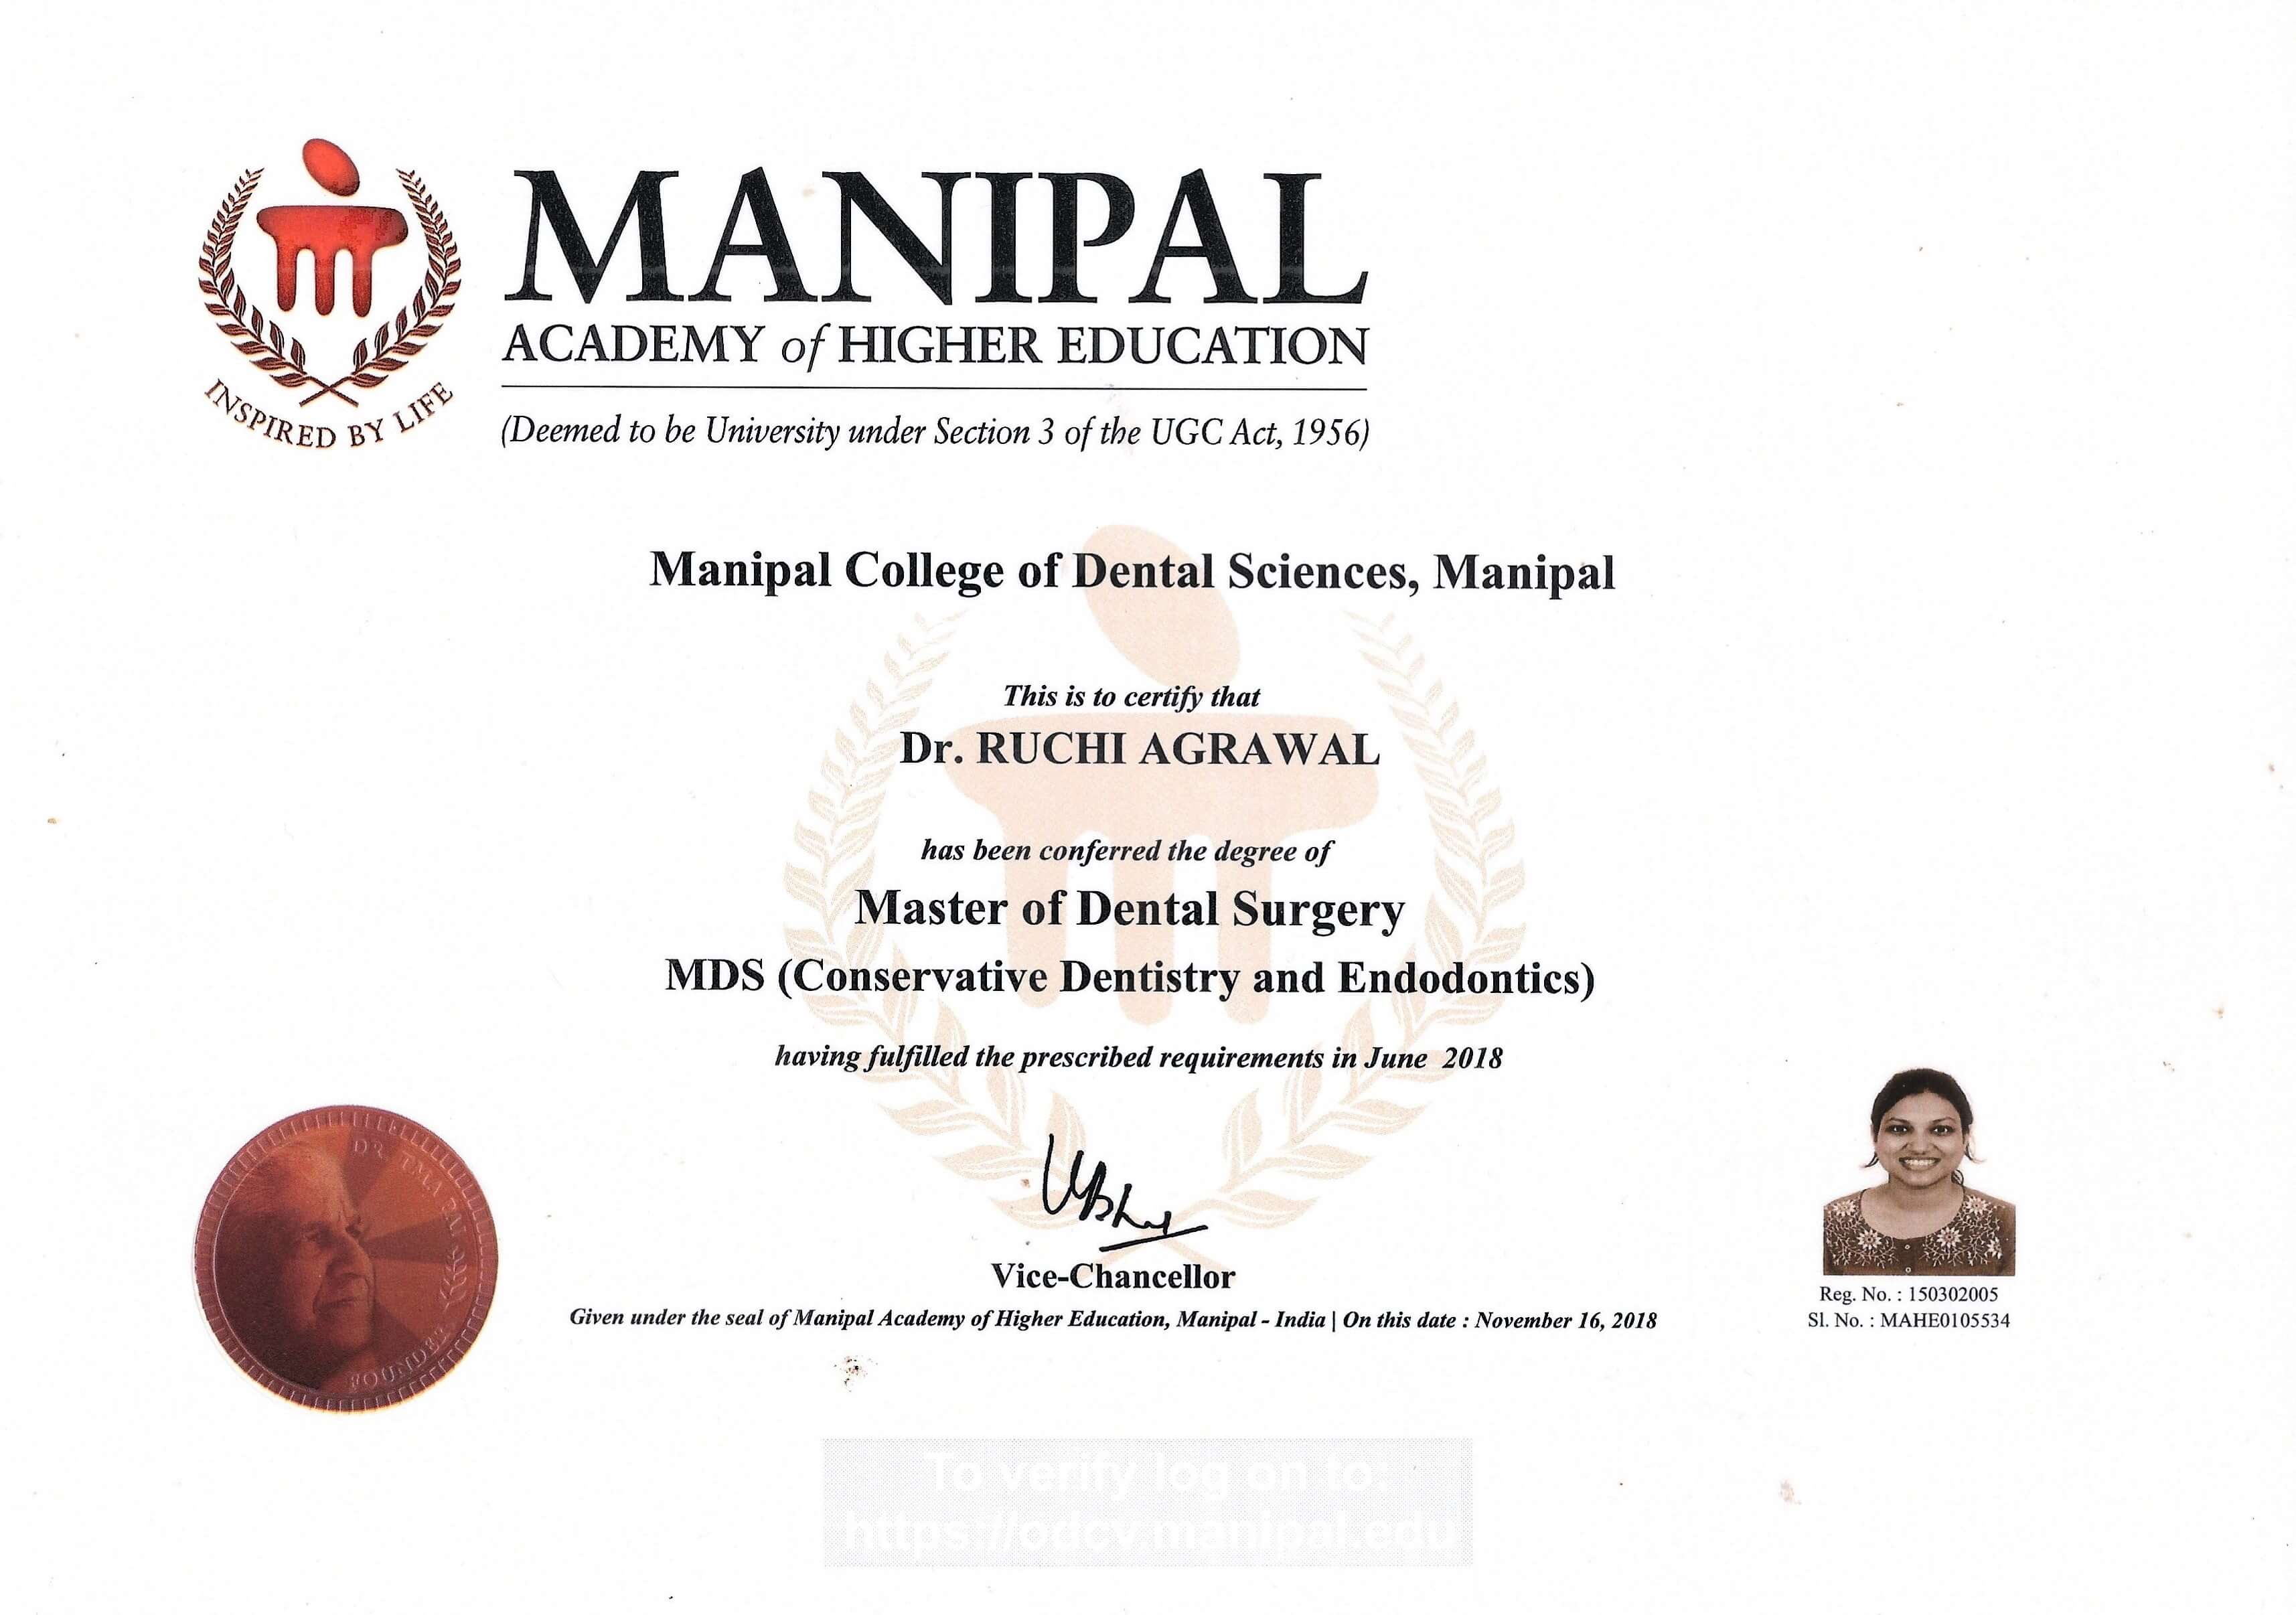 MANIPAL
ACADEMY of HIGHER EDUCATION
INSPIRED BY LIFE
(Deemed to be University under Section 3 of the UGC Act, 1956)
Manipal College of Dental Sciences, Manipal
This is to certify that
Dr. RUCHI AGRAWAL
has been conferred the degree of
Master of Dental Surgery
MDS (Conservative Dentistry and Endodontics)
having fulfilled the prescribed requirements in June 2018
DR. TMA PAI
FOUNDER
Vice-Chancellor
Given under the seal of Manipal Academy of Higher Education, Manipal - India | On this date : November 16, 2018
Reg. No. : 150302005
Sl. No. : MAHE0105534
To verify log on to:
https://odcv.manipal.edu